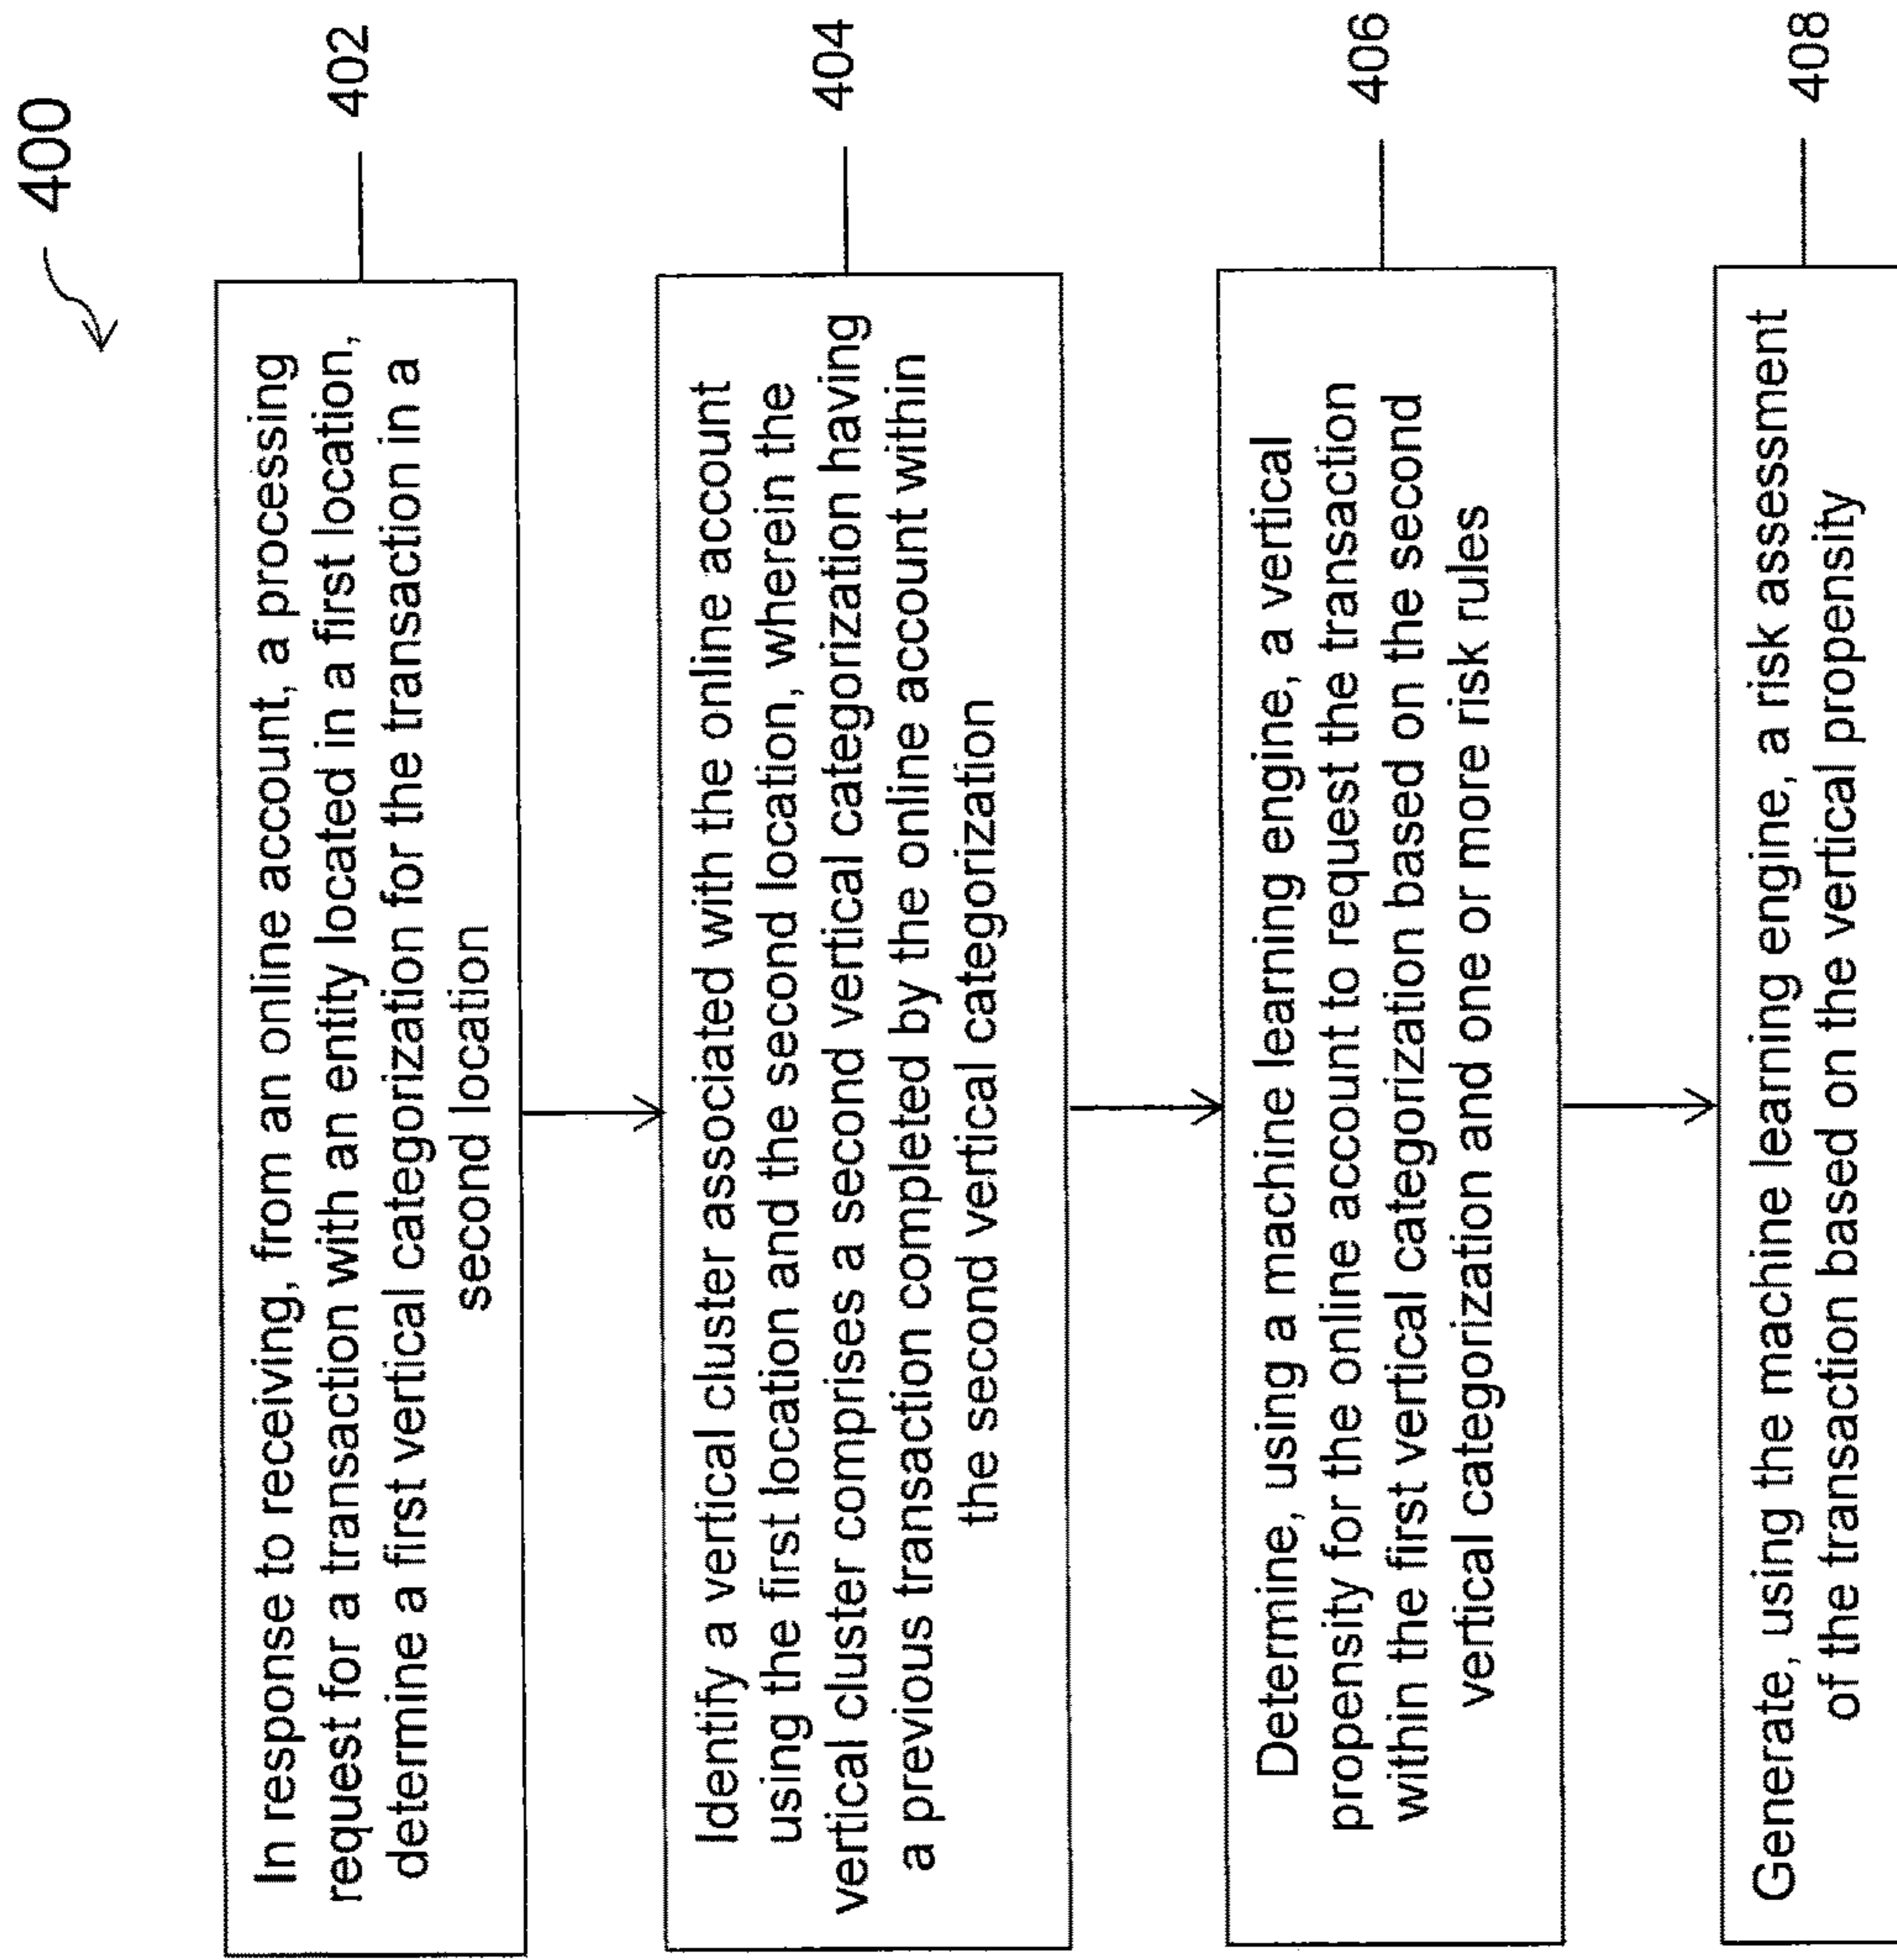 400
In response to receiving, from an online account, a processing
request for a transaction with an entity located in a first location,
determine a first vertical categorization for the transaction in a
second location
402
Identify a vertical cluster associated with the online account
using the first location and the second location, wherein the
vertical cluster comprises a second vertical categorization having
a previous transaction completed by the online account within
the second vertical categorization
404
Determine, using a machine learning engine, a vertical
propensity for the online account to request the transaction
within the first vertical categorization based on the second
vertical categorization and one or more risk rules
406
Generate, using the machine learning engine, a risk assessment
of the transaction based on the vertical propensity
408